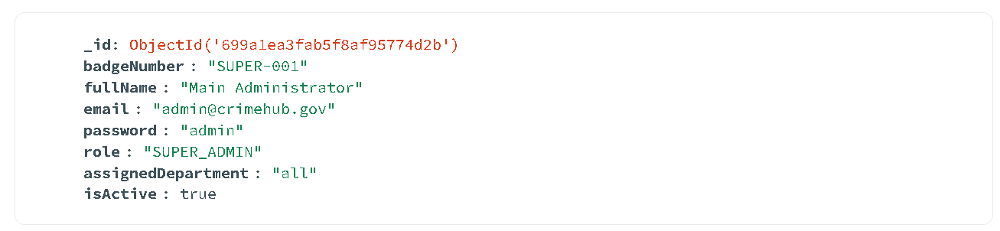 _id: ObjectId('699a1ea3fab5f8af95774d2b')
badgeNumber : "SUPER-001"
fullName : "Main Administrator"
email : "admin@crimehub.gov"
password : "admin"
role : "SUPER_ADMIN"
assignedDepartment : "all"
isActive : true